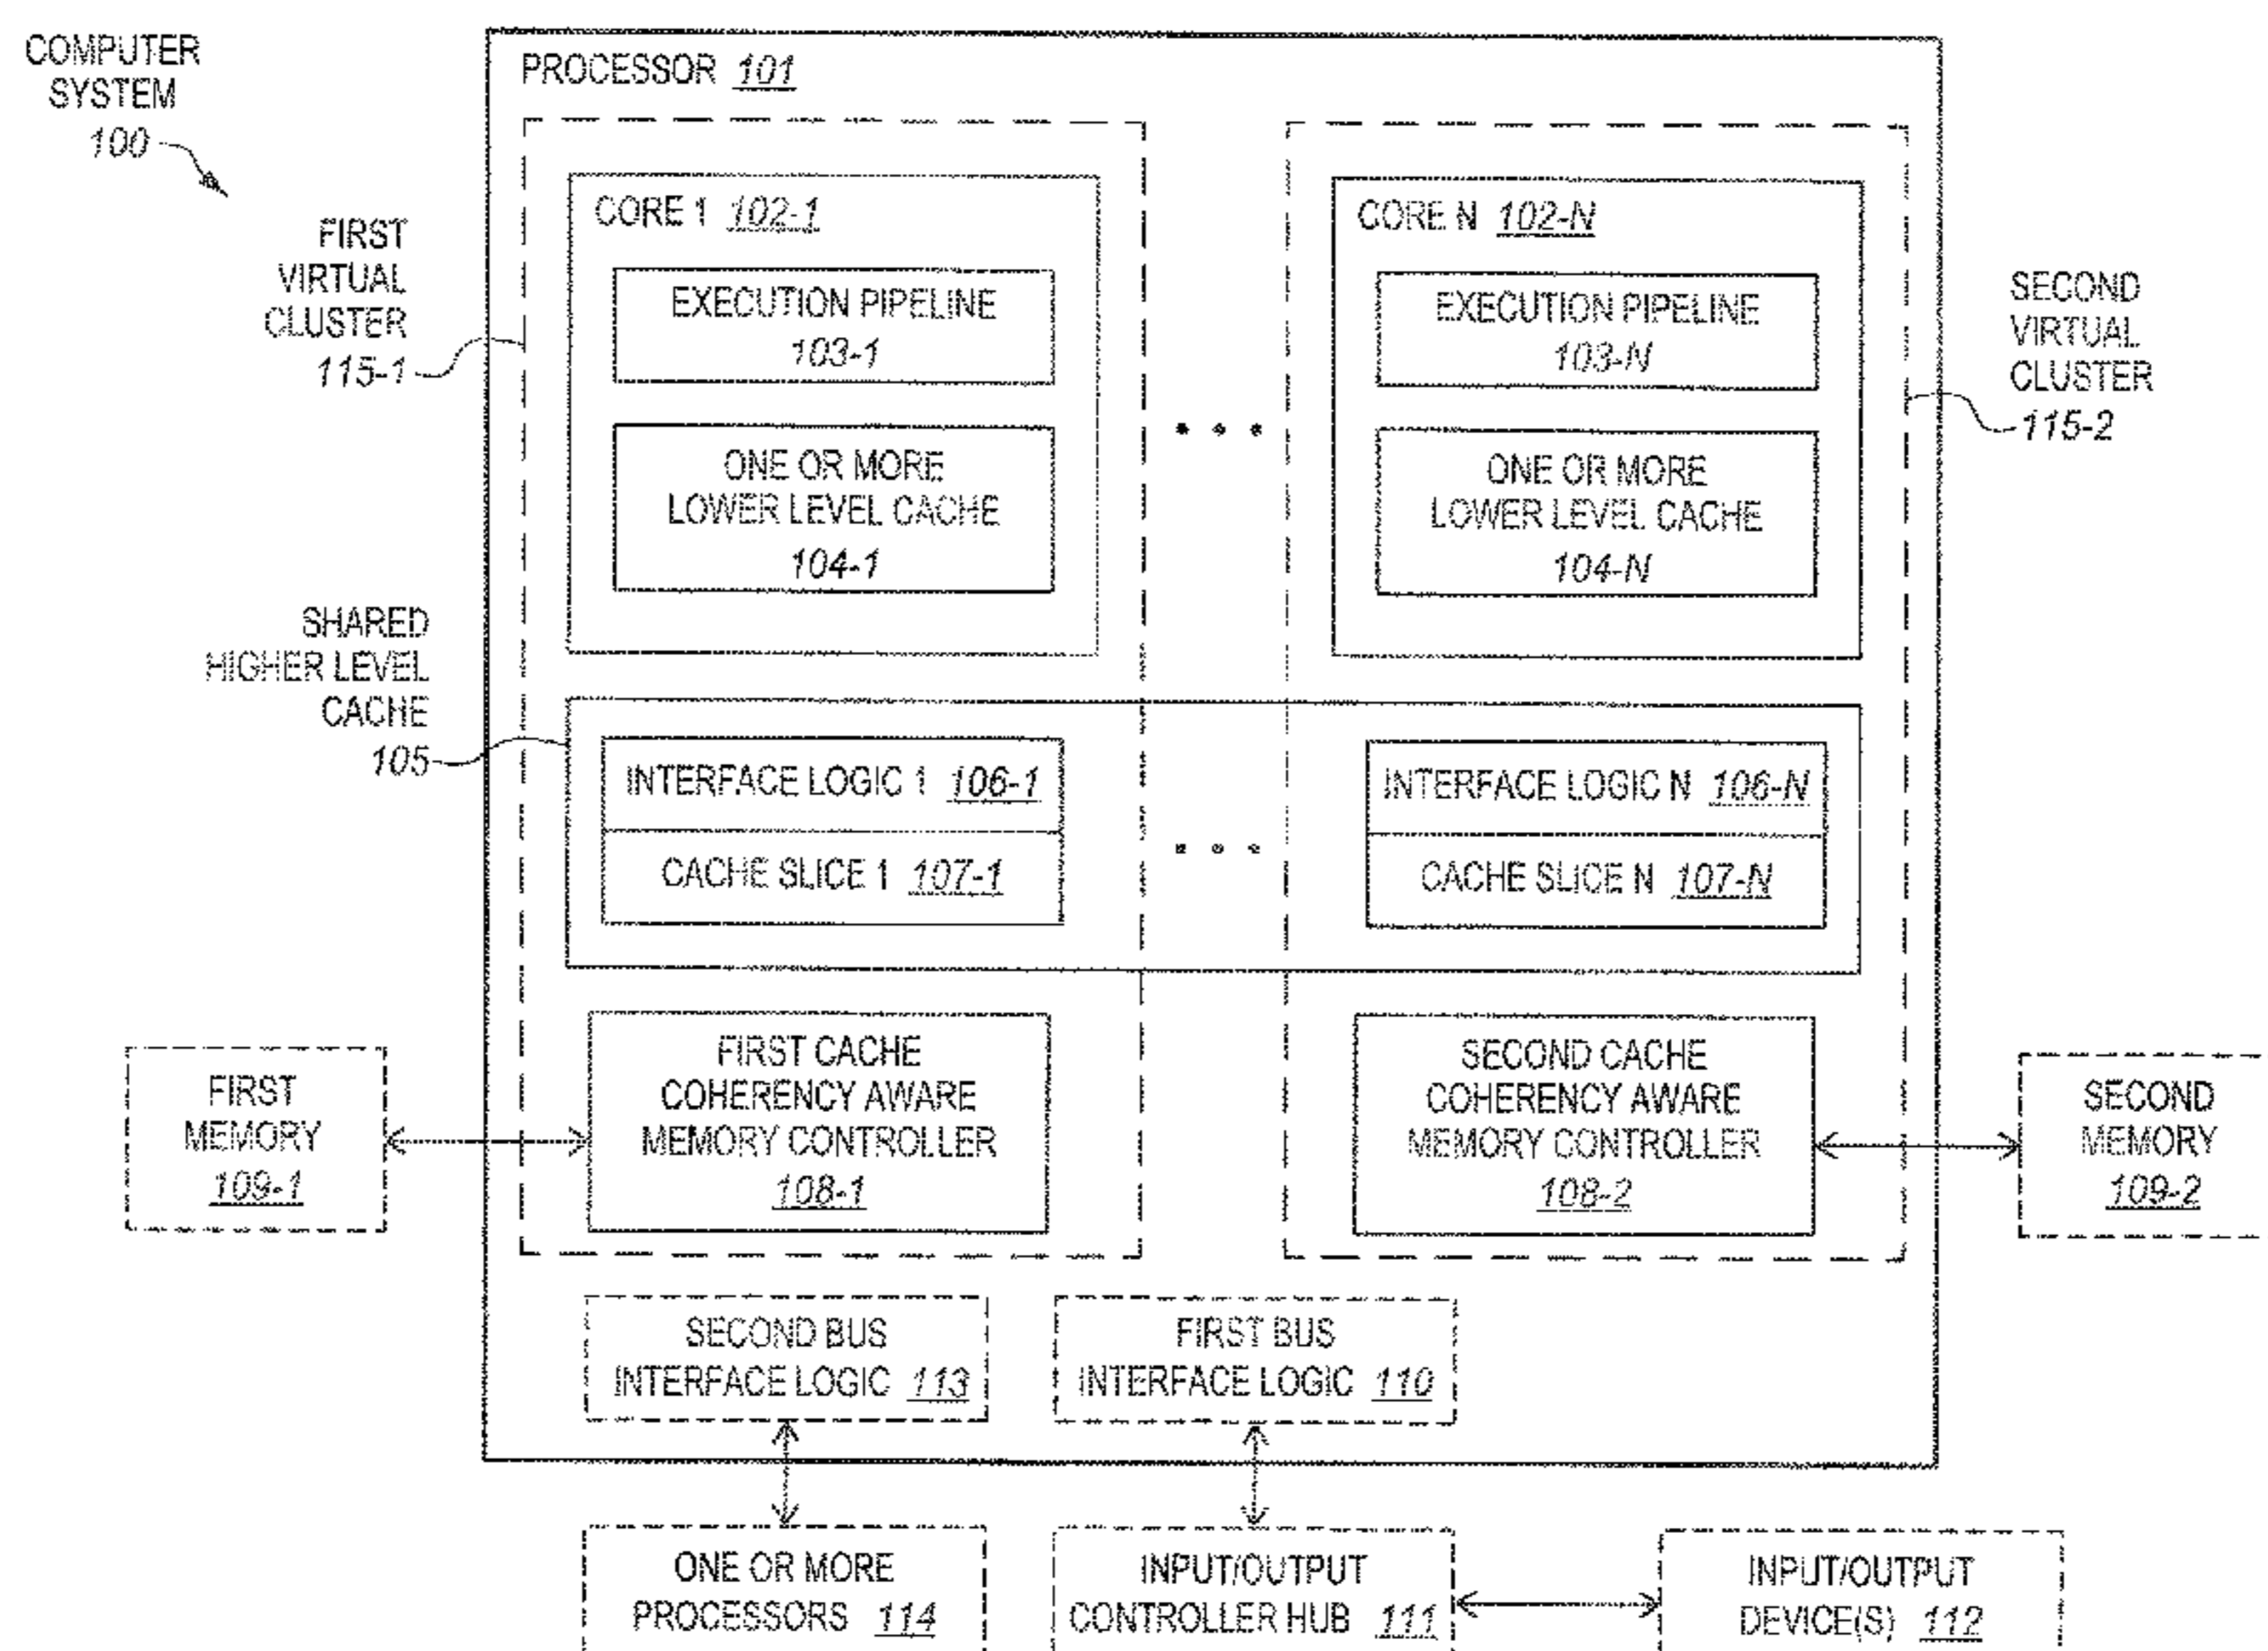 COMPUTER
SYSTEM
100
PROCESSOR 101
FIRST
VIRTUAL
CLUSTER
115-1
CORE 1 102-1
EXECUTION PIPELINE
103-1
ONE OR MORE
LOWER LEVEL CACHE
104-1
CORE N 102-N
EXECUTION PIPELINE
103-N
ONE OR MORE
LOWER LEVEL CACHE
104-N
SECOND
VIRTUAL
CLUSTER
115-2
SHARED
HIGHER LEVEL
CACHE
105
INTERFACE LOGIC 1 106-1
CACHE SLICE 1 107-1
INTERFACE LOGIC N 106-N
CACHE SLICE N 107-N
FIRST
MEMORY
109-1
FIRST CACHE
COHERENCY AWARE
MEMORY CONTROLLER
108-1
SECOND CACHE
COHERENCY AWARE
MEMORY CONTROLLER
108-2
SECOND
MEMORY
109-2
SECOND BUS
INTERFACE LOGIC 113
FIRST BUS
INTERFACE LOGIC 110
ONE OR MORE
PROCESSORS 114
INPUT/OUTPUT
CONTROLLER HUB 111
INPUT/OUTPUT
DEVICE(S) 112